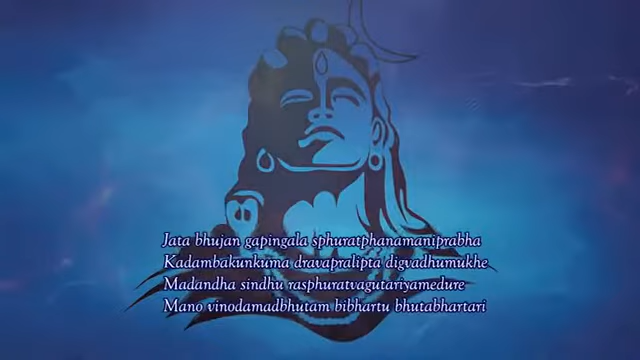 Jata bhujan gapingala sphuratphanamaniprabha
Kadambakunkuma dravapralipta digvadhumukhe
Madandha sindhu rasphuratvagutariyamedure
Mano vinodamadbhutam bibhartu bhutabhartari